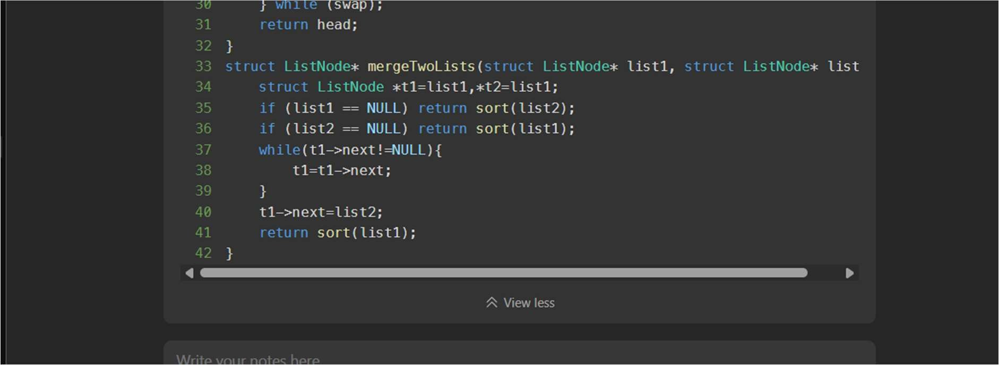 30 } while (swap);
31 return head;
32 }
33 struct ListNode* mergeTwoLists(struct ListNode* list1, struct ListNode* list
34 struct ListNode *t1=list1,*t2=list1;
35 if (list1 == NULL) return sort(list2);
36 if (list2 == NULL) return sort(list1);
37 while(t1->next!=NULL){
38 t1=t1->next;
39 }
40 t1->next=list2;
41 return sort(list1);
42 }
View less
Write your notes here